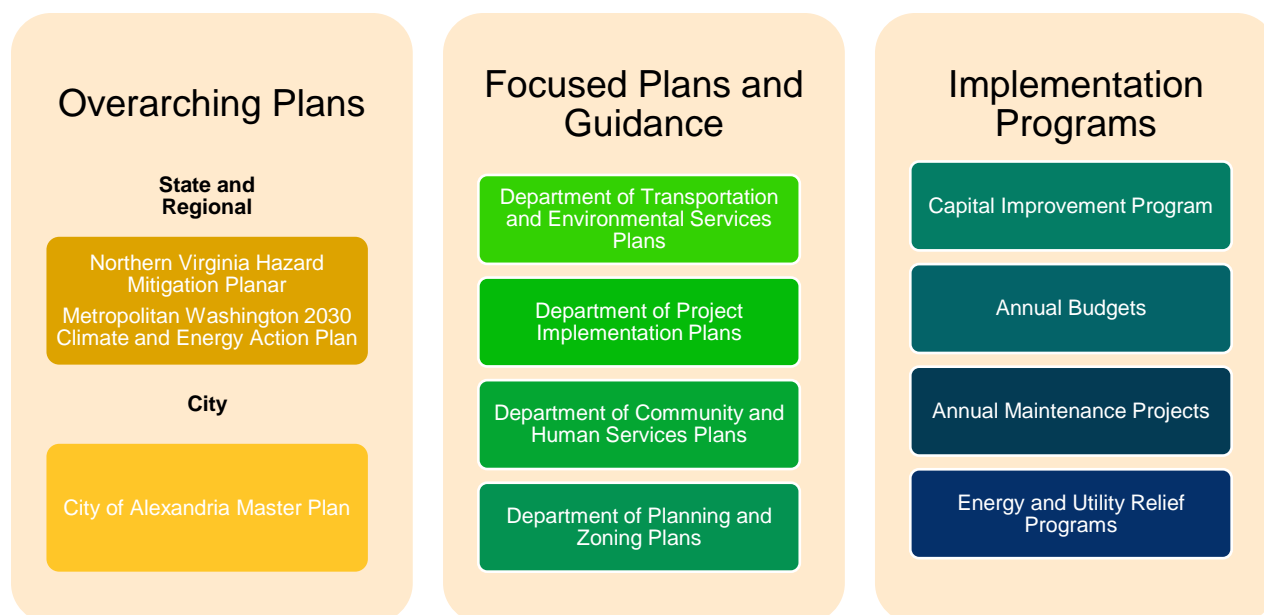 Overarching Plans
State and
Regional
Northern Virginia Hazard
Mitigation Planar
Metropolitan Washington 2030
Climate and Energy Action Plan
City
City of Alexandria Master Plan
Focused Plans and
Guidance
Department of Transportation
and Environmental Services
Plans
Department of Project
Implementation Plans
Department of Community and
Human Services Plans
Department of Planning and
Zoning Plans
Implementation
Programs
Capital Improvement Program
Annual Budgets
Annual Maintenance Projects
Energy and Utility Relief
Programs